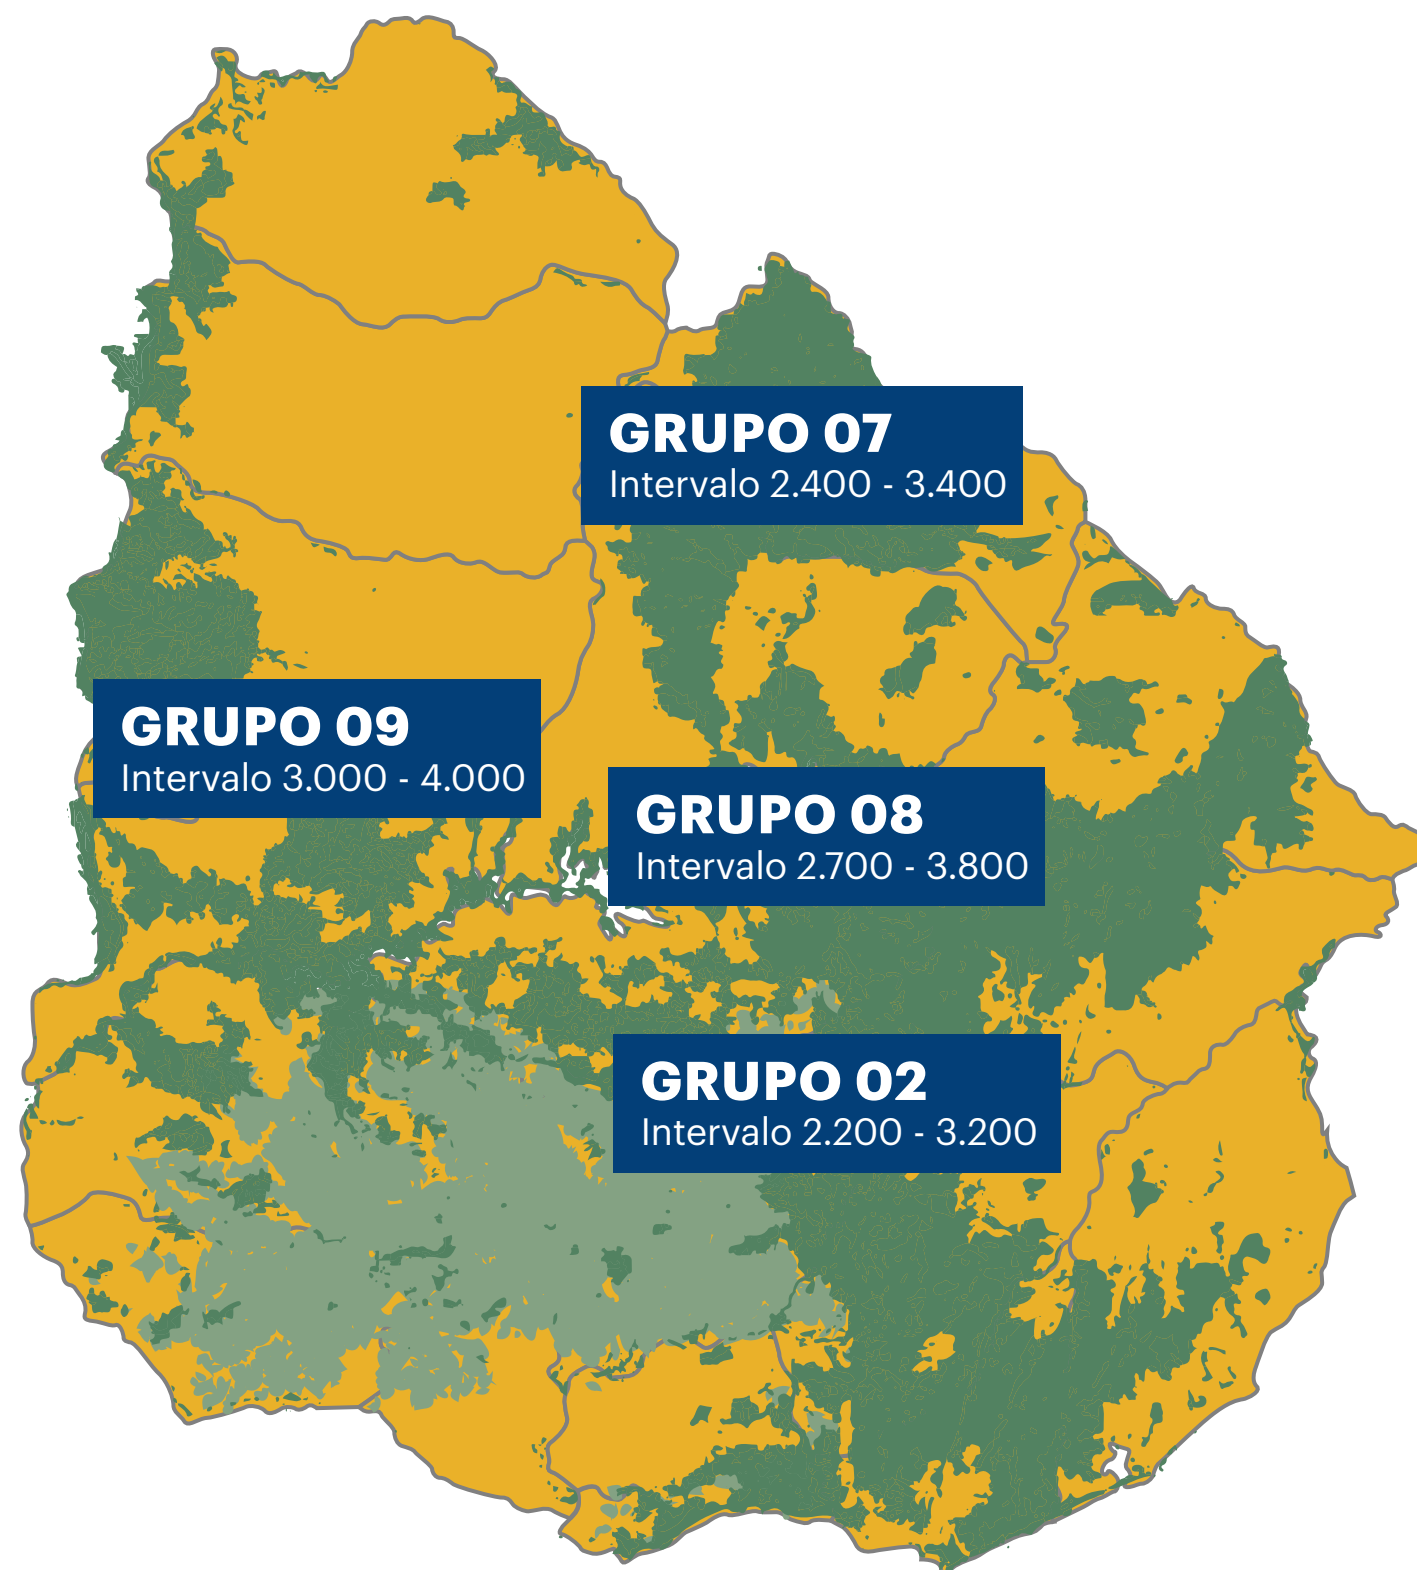 GRUPO 07
Intervalo 2.400 - 3.400
GRUPO 09
Intervalo 3.000 - 4.000
GRUPO 08
Intervalo 2.700 - 3.800
GRUPO 02
Intervalo 2.200 - 3.200